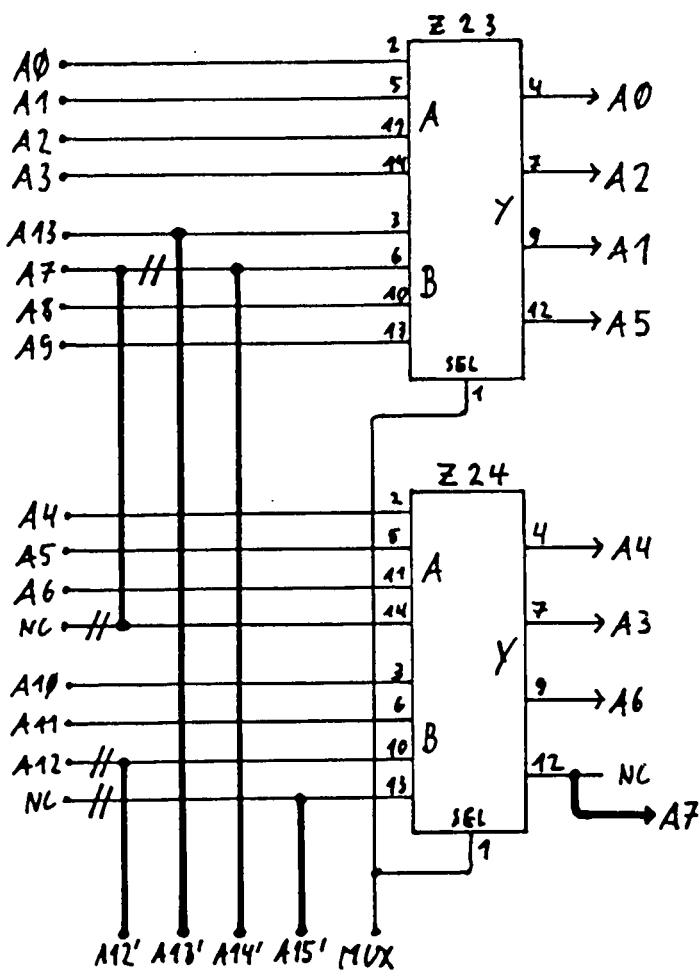 Z23
A0 2
A1 5 4 A0
A2 11 A
A3 14 7 A2
A13 3 Y
A7 6 9 A1
A8 10 B
A9 13 12 A5
SEL
1
Z24
A4 2
A5 5 4 A4
A6 11 A
NC 14 7 A3
A10 3 Y
A11 6 9 A6
A12 10 B
NC 13 12 NC
A7
SEL
1
A12' A13' A14' A15' MUX